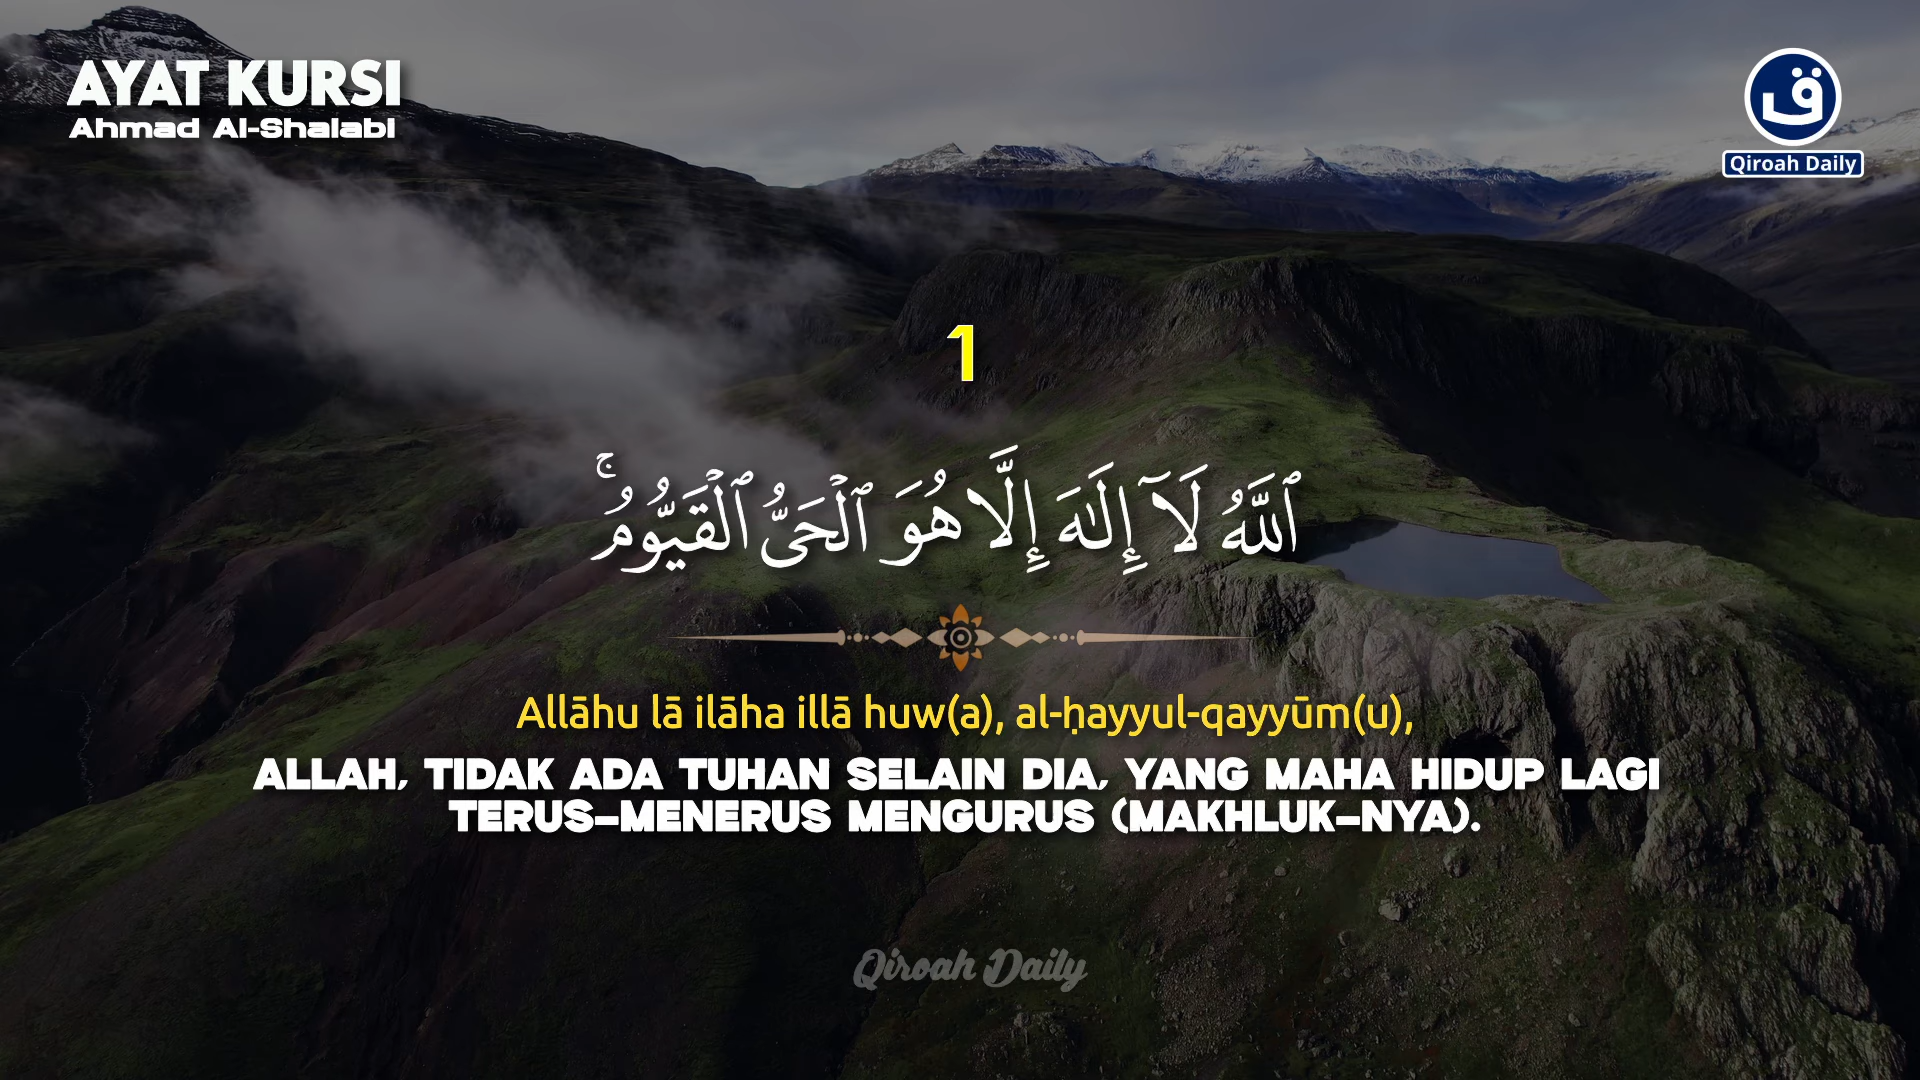 AYAT KURSI
Ahmad Al-Shalabi
ق
Qiroah Daily
1
ٱللَّهُ لَآ إِلَـٰهَ إِلَّا هُوَ ٱلْحَىُّ ٱلْقَيُّومُ ۚ
Allāhu lā ilāha illā huw(a), al-ḥayyul-qayyūm(u),
ALLAH, TIDAK ADA TUHAN SELAIN DIA, YANG MAHA HIDUP LAGI
TERUS-MENERUS MENGURUS (MAKHLUK-NYA).
Qiroah Daily